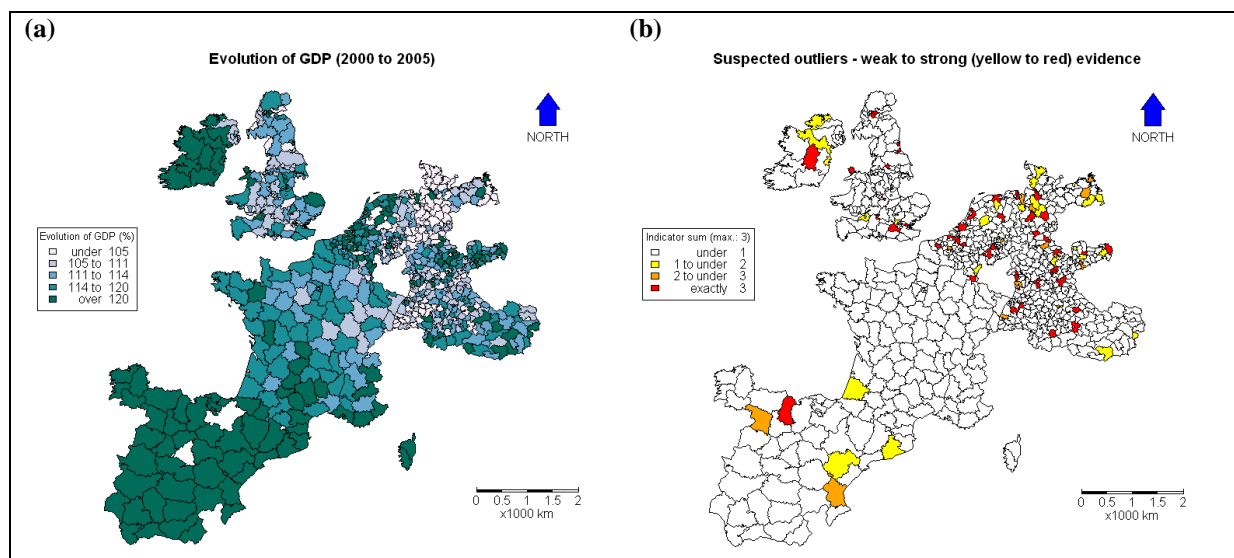 (a)
Evolution of GDP (2000 to 2005)
NORTH
Evolution of GDP (%)
under 105
105 to 111
111 to 114
114 to 120
over 120
0 0.5 1 1.5 2
x1000 km
(b)
Suspected outliers - weak to strong (yellow to red) evidence
NORTH
Indicator sum (max.: 3)
under 1
1 to under 2
2 to under 3
exactly 3
0 0.5 1 1.5 2
x1000 km